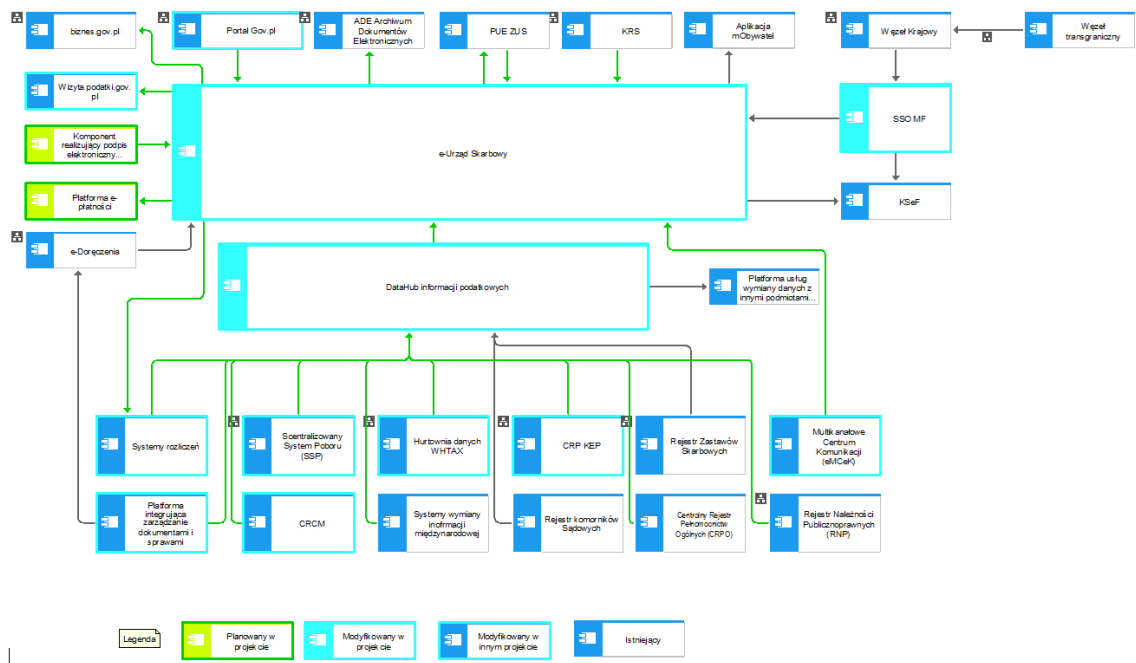 biznes.gov.pl
Portal Gov.pl
ADE Archiwum
Dokumentów
Elektronicznych
PUE ZUS
KRS
Aplikacja
mObywatel
Węzeł Krajowy
Węzeł
transgraniczny
Wizyta.podatki.gov.
pl
SSO MF
Komponent
realizujący podpis
elektroniczny...
e-Urząd Skarbowy
Platforma e-
płatności
KSeF
e-Doręczenia
DataHub informacji podatkowych
Platforma usług
wymiany danych z
innymi podmiotami...
Systemy rozliczeń
Scentralizowany
System Poboru
(SSP)
Hurtownia danych
WHTAX
CRP KEP
Rejestr Zastawów
Skarbowych
Multikanałowe
Centrum
Komunikacji
(eMCeK)
Platforma
integrująca
zarządzanie
dokumentami i
sprawami
CRCM
Systemy wymiany
inofrmacji
międzynarodowej
Rejestr komorników
Sądowych
Centralny Rejestr
Pełnomocnictw
Ogólnych (CRPO)
Rejestr Należności
Publicznoprawnych
(RNP)
Legenda
Planowany w
projekcie
Modyfikowany w
projekcie
Modyfikowany w
innym projekcie
Istniejący